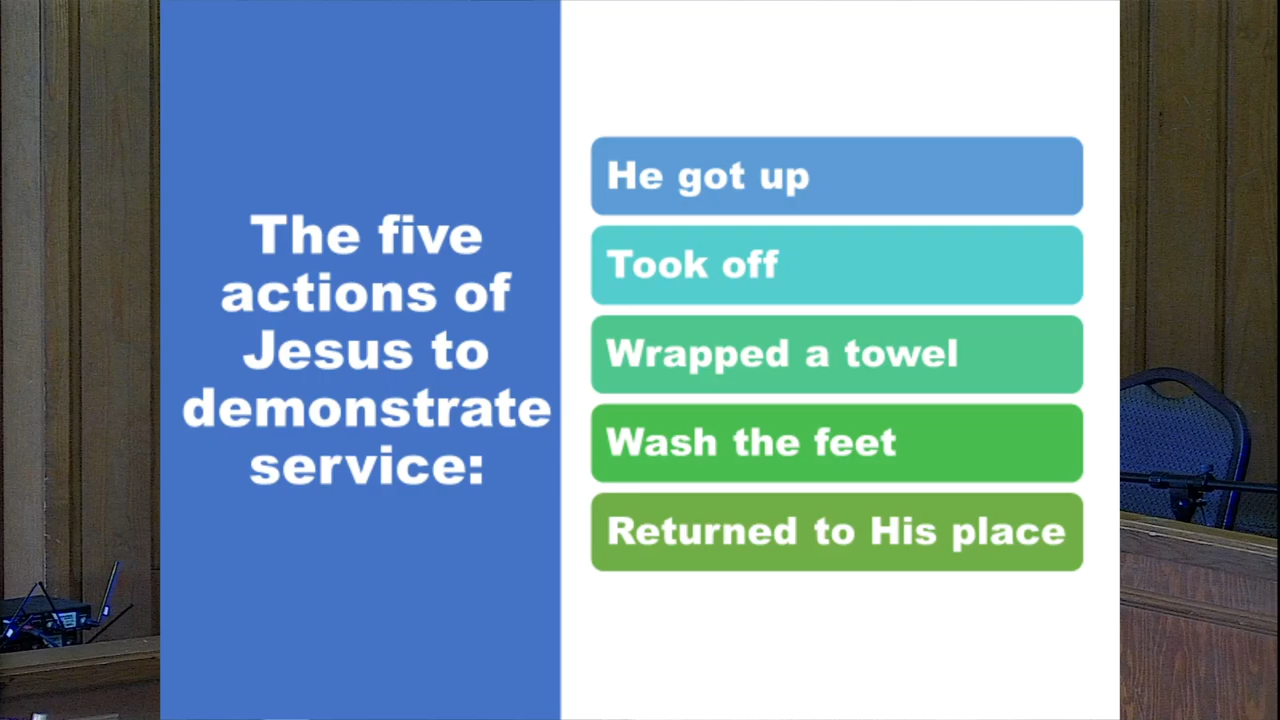 The five
actions of
Jesus to
demonstrate
service:
He got up
Took off
Wrapped a towel
Wash the feet
Returned to His place